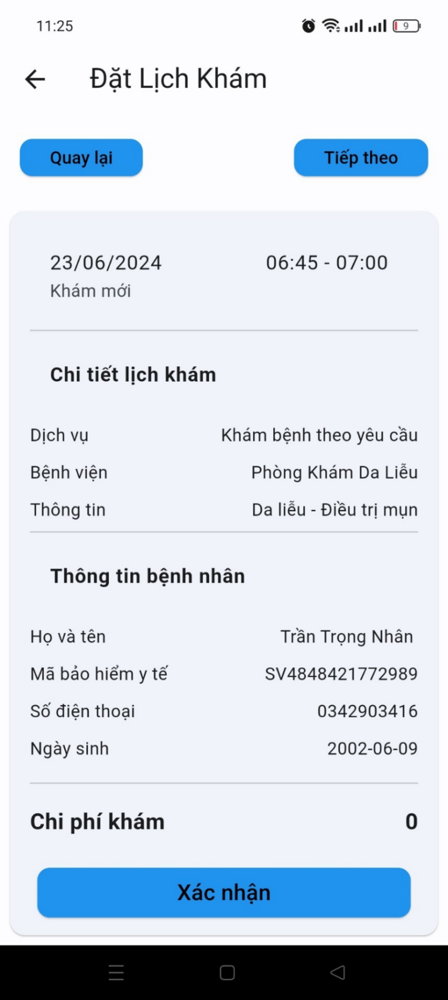 11:25
9
Đặt Lịch Khám
Quay lại
Tiếp theo
23/06/2024
06:45 - 07:00
Khám mới
Chi tiết lịch khám
Dịch vụ
Khám bệnh theo yêu cầu
Bệnh viện
Phòng Khám Da Liễu
Thông tin
Da liễu - Điều trị mụn
Thông tin bệnh nhân
Họ và tên
Trần Trọng Nhân
Mã bảo hiểm y tế
SV4848421772989
Số điện thoại
0342903416
Ngày sinh
2002-06-09
Chi phí khám
0
Xác nhận